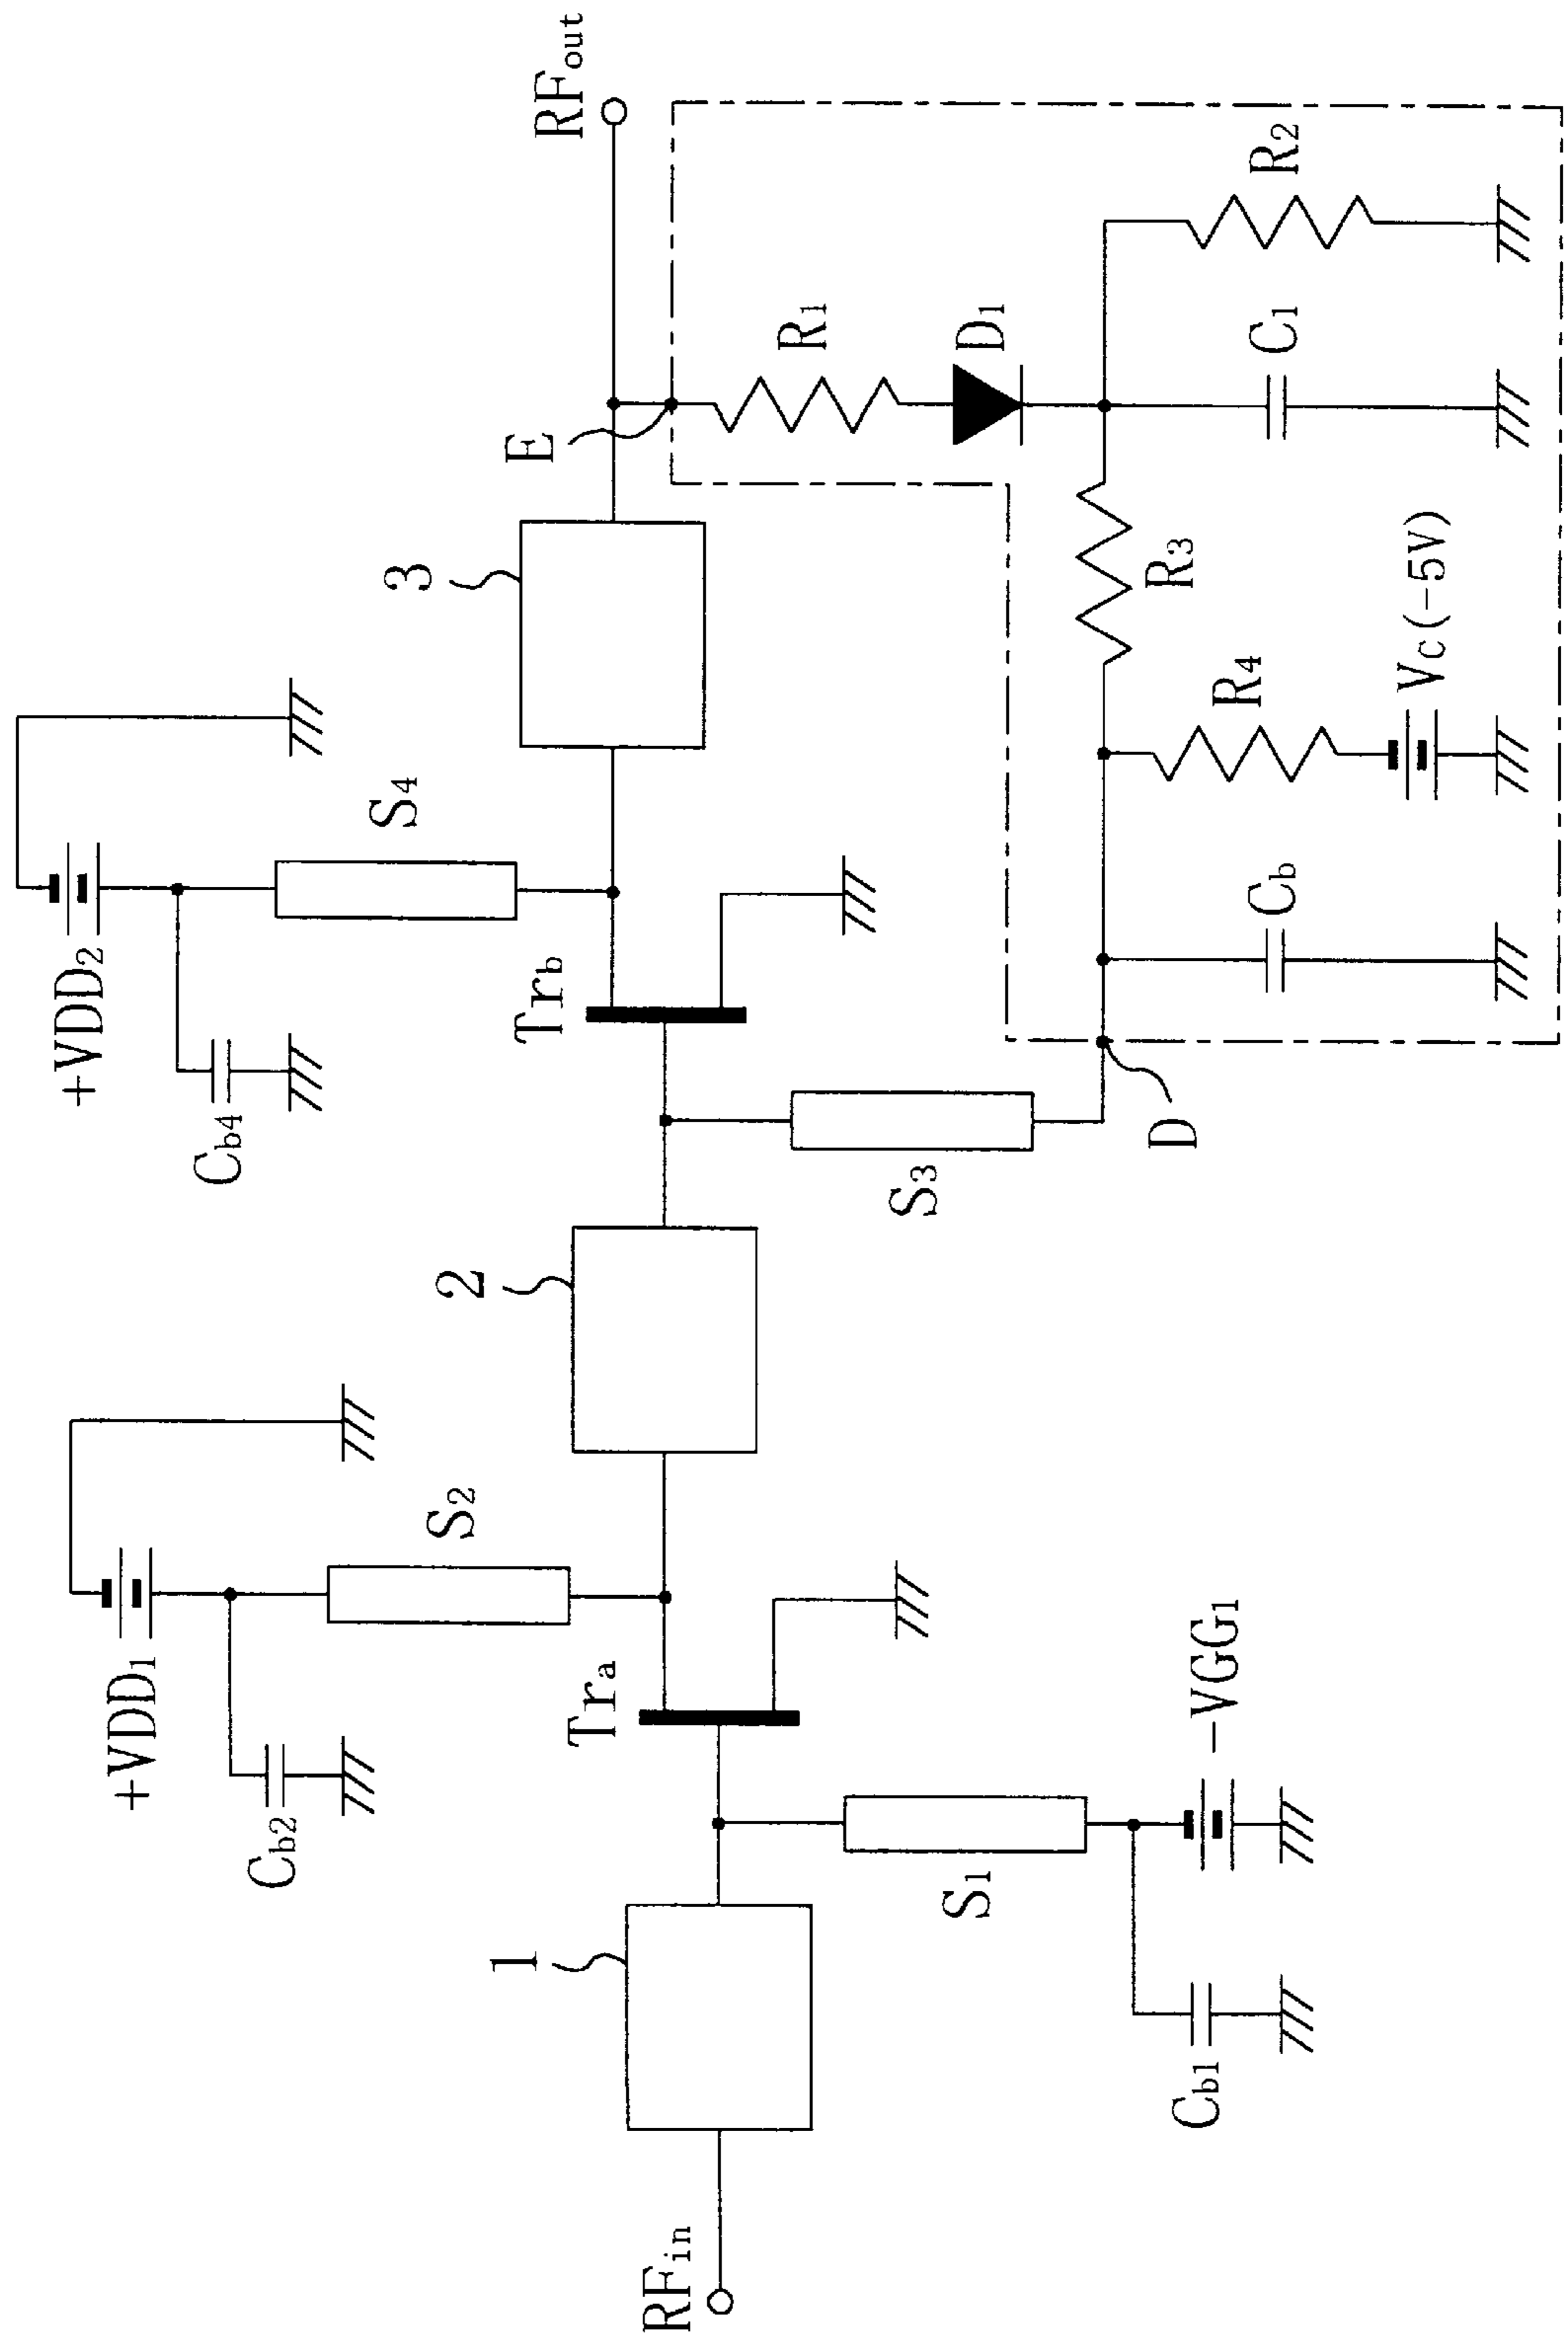 RFin
1
S1
Cb1
-VGG1
Tra
+VDD1
Cb2
S2
2
S3
D
Trb
+VDD2
Cb4
S4
3
E
RFout
R1
D1
R2
C1
R3
R4
VC(-5V)
Cb